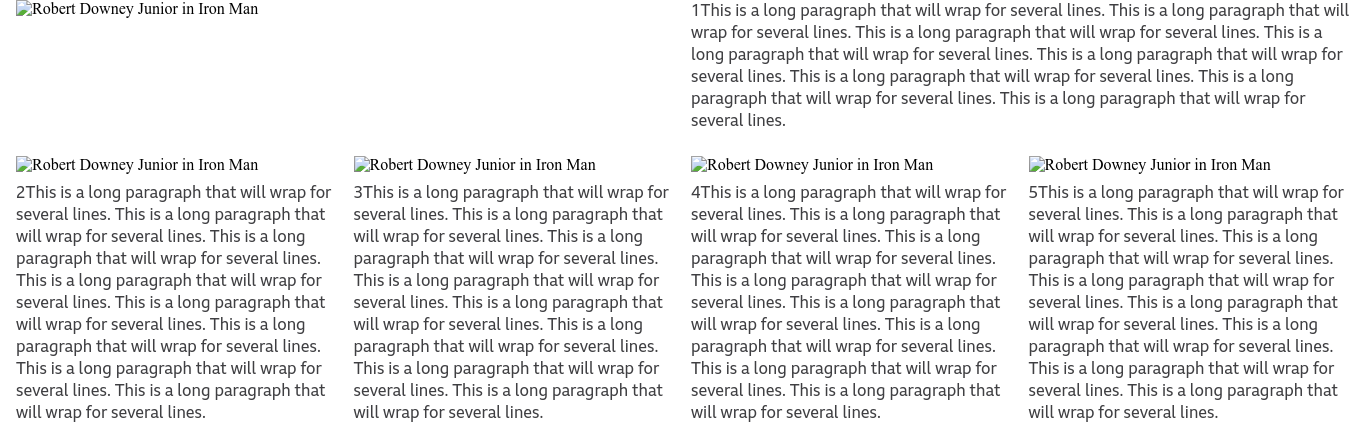 Robert Downey Junior in Iron Man
1This is a long paragraph that will wrap for several lines. This is a long paragraph that will
wrap for several lines. This is a long paragraph that will wrap for several lines. This is a
long paragraph that will wrap for several lines. This is a long paragraph that will wrap for
several lines. This is a long paragraph that will wrap for several lines. This is a long
paragraph that will wrap for several lines. This is a long paragraph that will wrap for
several lines.
Robert Downey Junior in Iron Man
2This is a long paragraph that will wrap for
several lines. This is a long paragraph that
will wrap for several lines. This is a long
paragraph that will wrap for several lines.
This is a long paragraph that will wrap for
several lines. This is a long paragraph that
will wrap for several lines. This is a long
paragraph that will wrap for several lines.
This is a long paragraph that will wrap for
several lines. This is a long paragraph that
will wrap for several lines.
Robert Downey Junior in Iron Man
3This is a long paragraph that will wrap for
several lines. This is a long paragraph that
will wrap for several lines. This is a long
paragraph that will wrap for several lines.
This is a long paragraph that will wrap for
several lines. This is a long paragraph that
will wrap for several lines. This is a long
paragraph that will wrap for several lines.
This is a long paragraph that will wrap for
several lines. This is a long paragraph that
will wrap for several lines.
Robert Downey Junior in Iron Man
4This is a long paragraph that will wrap for
several lines. This is a long paragraph that
will wrap for several lines. This is a long
paragraph that will wrap for several lines.
This is a long paragraph that will wrap for
several lines. This is a long paragraph that
will wrap for several lines. This is a long
paragraph that will wrap for several lines.
This is a long paragraph that will wrap for
several lines. This is a long paragraph that
will wrap for several lines.
Robert Downey Junior in Iron Man
5This is a long paragraph that will wrap for
several lines. This is a long paragraph that
will wrap for several lines. This is a long
paragraph that will wrap for several lines.
This is a long paragraph that will wrap for
several lines. This is a long paragraph that
will wrap for several lines. This is a long
paragraph that will wrap for several lines.
This is a long paragraph that will wrap for
several lines. This is a long paragraph that
will wrap for several lines.